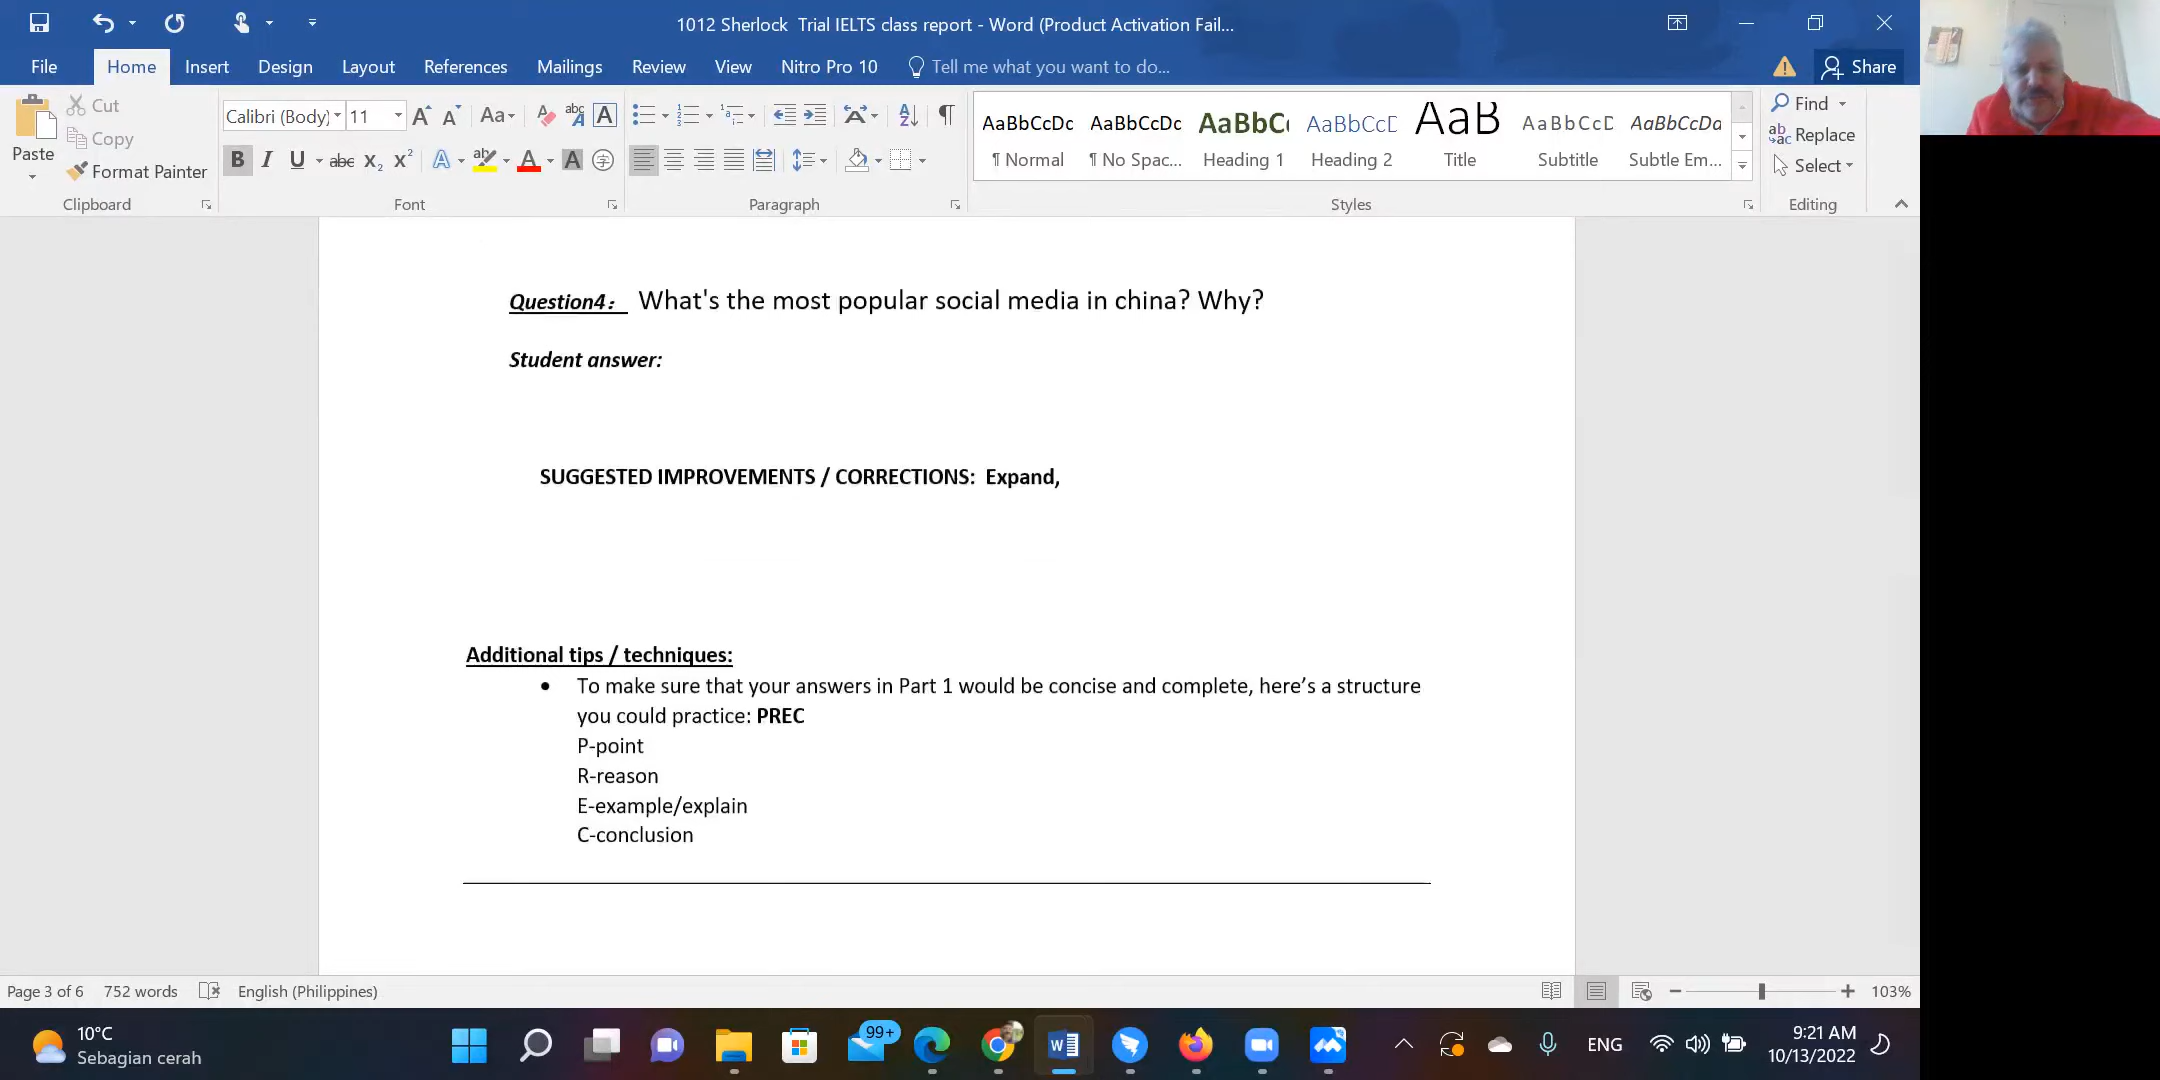 1012 Sherlock  Trial IELTS class report - Word (Product Activation Fail...
File Home Insert Design Layout References Mailings Review View Nitro Pro 10 Tell me what you want to do... Share
Paste
Cut
Copy
Format Painter
Clipboard
Calibri (Body) 11
Font
Paragraph
AaBbCcDc AaBbCcDc AaBbC AaBbCcD AaB AaBbCcD AaBbCcDd
¶ Normal ¶ No Spac... Heading 1 Heading 2 Title Subtitle Subtle Em...
Styles
Find
Replace
Select
Editing
Question4： What's the most popular social media in china? Why?
Student answer:
SUGGESTED IMPROVEMENTS / CORRECTIONS:  Expand,
Additional tips / techniques:
• To make sure that your answers in Part 1 would be concise and complete, here’s a structure
you could practice: PREC
P-point
R-reason
E-example/explain
C-conclusion
Page 3 of 6 752 words English (Philippines) 103%
10°C
Sebagian cerah
99+
ENG
9:21 AM
10/13/2022